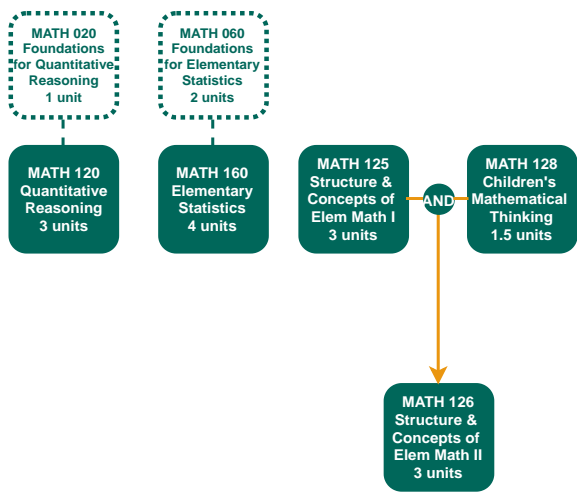 MATH 020
Foundations
for Quantitative
Reasoning
1 unit
MATH 060
Foundations
for Elementary
Statistics
2 units
MATH 120
Quantitative
Reasoning
3 units
MATH 160
Elementary
Statistics
4 units
MATH 125
Structure &
Concepts of
Elem Math I
3 units
AND
MATH 128
Children's
Mathematical
Thinking
1.5 units
MATH 126
Structure &
Concepts of
Elem Math II
3 units